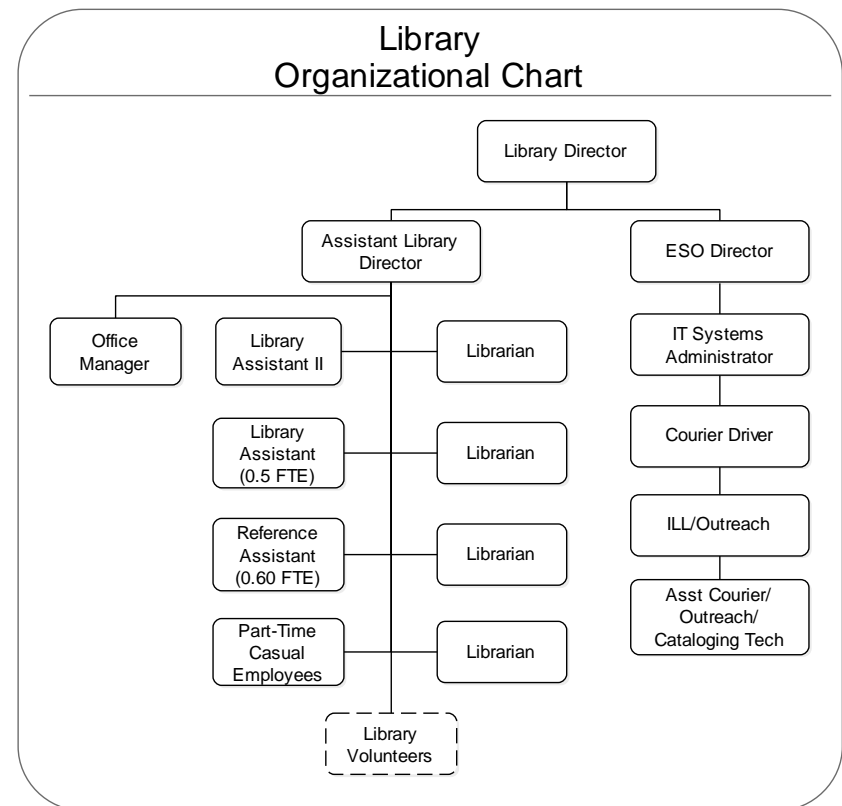 Library
Organizational Chart
Library Director
Assistant Library
Director
ESO Director
Office
Manager
Library
Assistant II
Librarian
IT Systems
Administrator
Library
Assistant
(0.5 FTE)
Librarian
Courier Driver
Reference
Assistant
(0.60 FTE)
Librarian
ILL/Outreach
Part-Time
Casual
Employees
Librarian
Asst Courier/
Outreach/
Cataloging Tech
Library
Volunteers